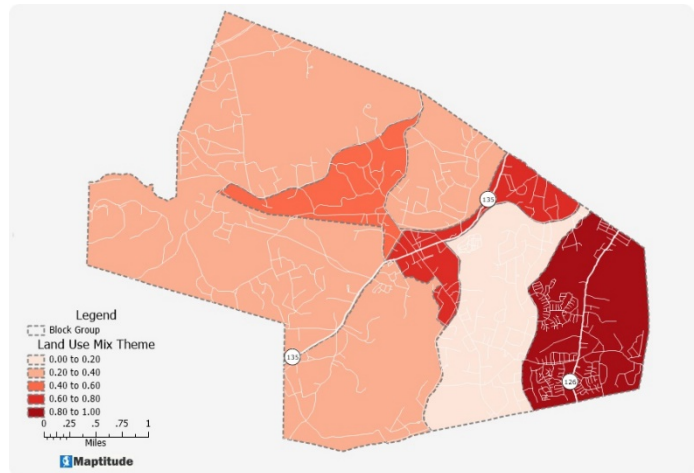 135
135
126
Legend
Block Group
Land Use Mix Theme
0.00 to 0.20
0.20 to 0.40
0.40 to 0.60
0.60 to 0.80
0.80 to 1.00
0 .25 .5 .75 1
Miles
Maptitude